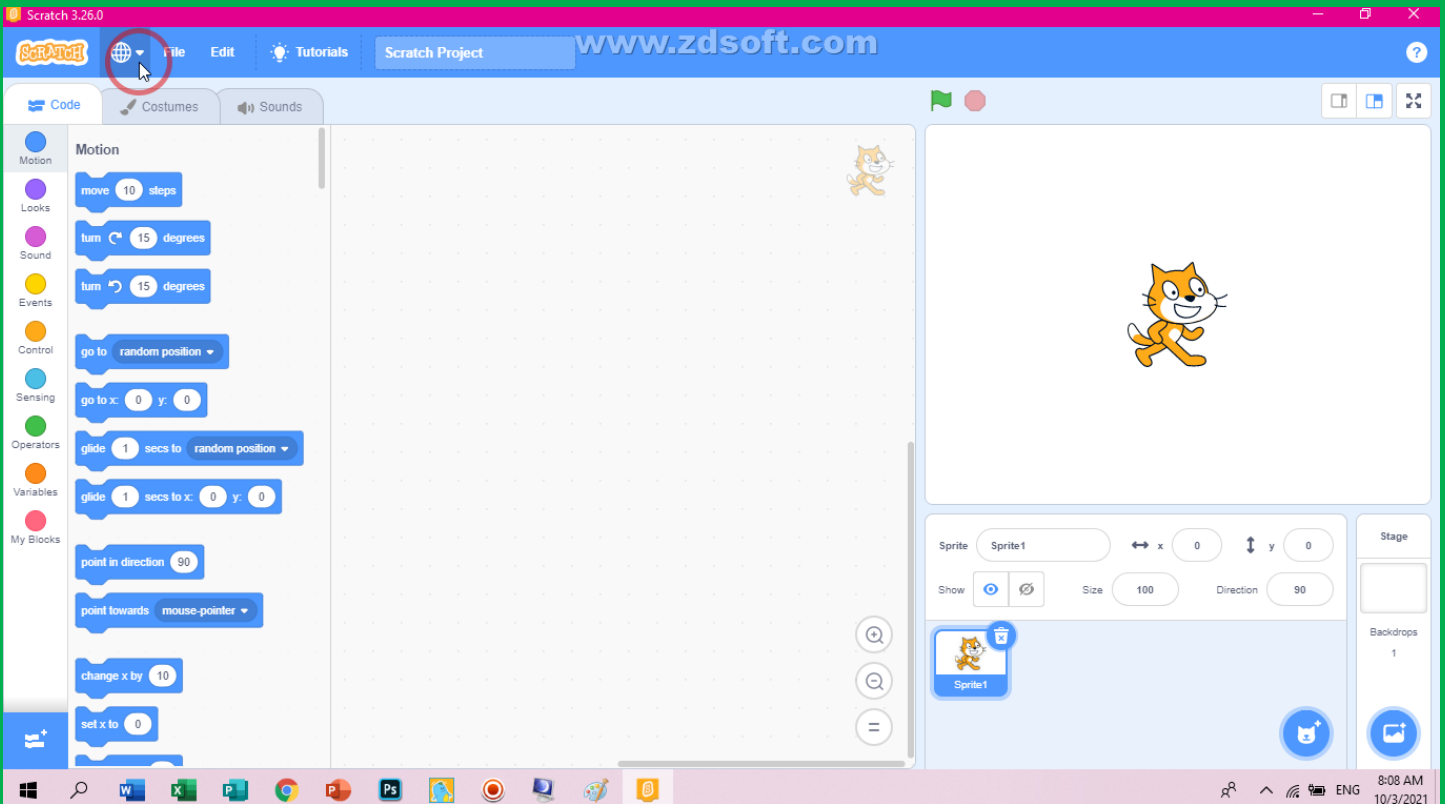 Scratch 3.26.0
SCRATCH File Edit Tutorials Scratch Project www.zdsoft.com ?
Code Costumes Sounds
Motion
Looks
Sound
Events
Control
Sensing
Operators
Variables
My Blocks
Motion
move 10 steps
turn 15 degrees
turn 15 degrees
go to random position
go to x: 0 y: 0
glide 1 secs to random position
glide 1 secs to x: 0 y: 0
point in direction 90
point towards mouse-pointer
change x by 10
set x to 0
Sprite Sprite1 x 0 y 0
Show Size 100 Direction 90
Sprite1
Stage
Backdrops
1
W X P P Ps ENG
8:08 AM
10/3/2021